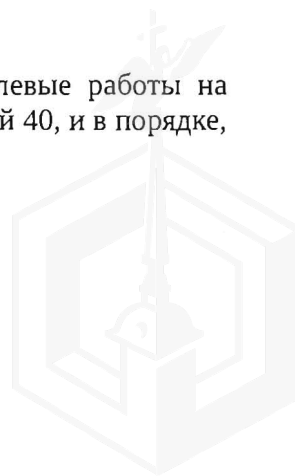 левые работы на
й 40, и в порядке,